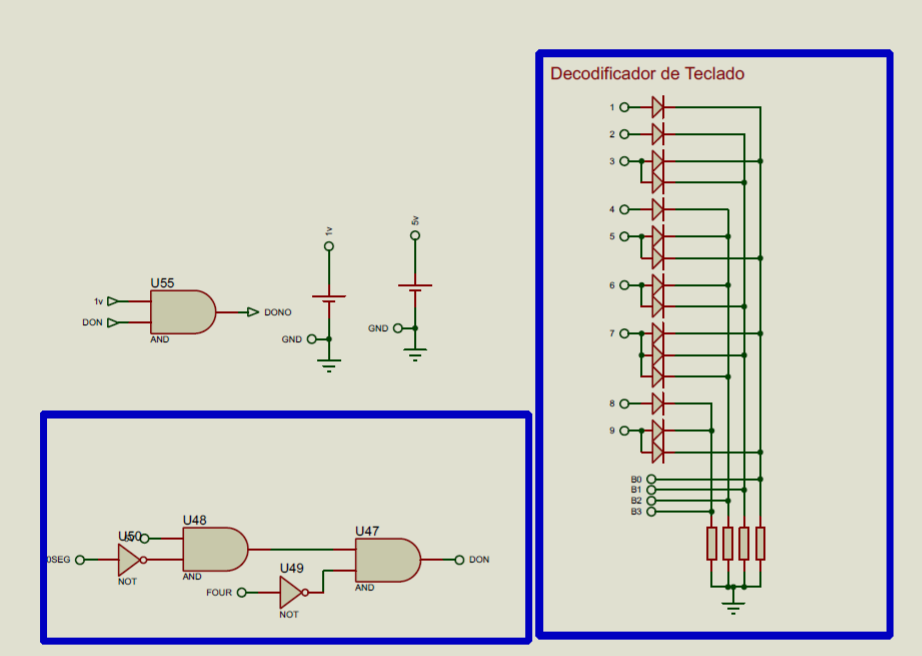 Decodificador de Teclado
1
2
3
4
5
6
7
8
9
B0
B1
B2
B3
U55
1v
DON
AND
DONO
1v
GND
5v
GND
U50
NOT
U48
AND
U47
AND
DON
FOUR
U49
NOT
0SEG